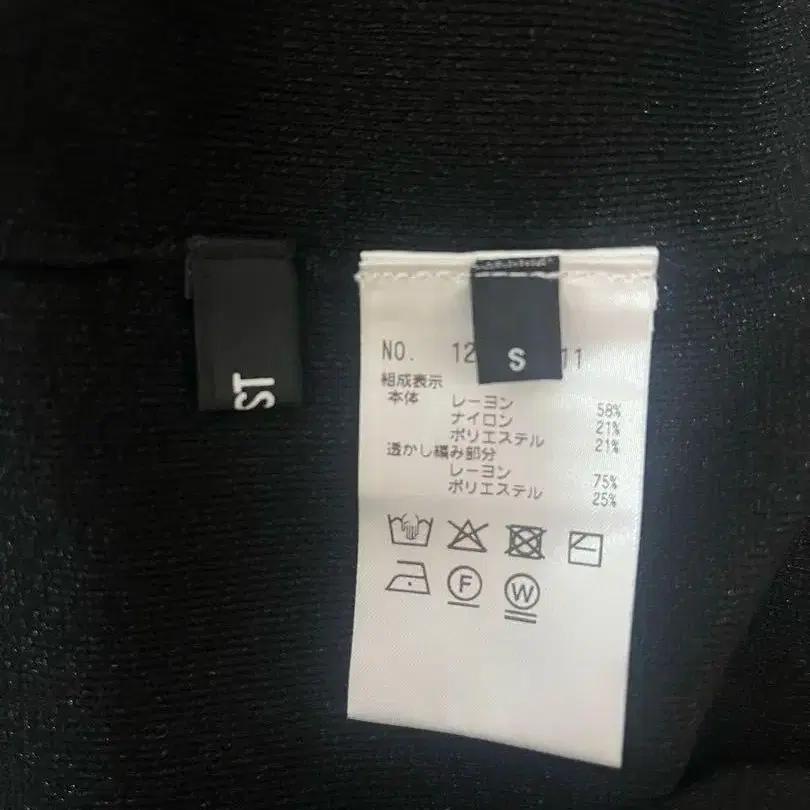 ST
NO. 12 S 11
組成表示
本体 レーヨン 58%
ナイロン 21%
ポリエステル 21%
透かし編み部分
レーヨン 75%
ポリエステル 25%
F W